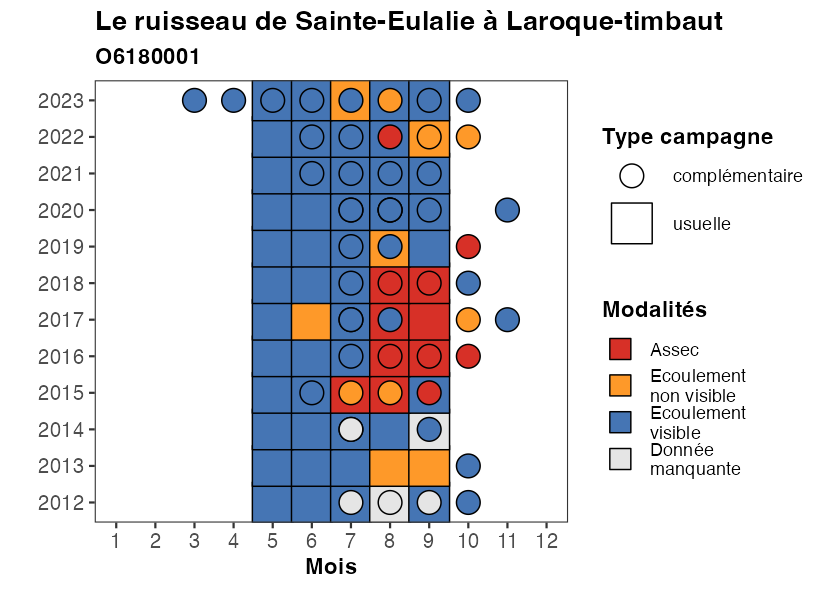 Le ruisseau de Sainte-Eulalie à Laroque-timbaut
O6180001
2023
2022
2021
2020
2019
2018
2017
2016
2015
2014
2013
2012
1 2 3 4 5 6 7 8 9 10 11 12
Mois
Type campagne
complémentaire
usuelle
Modalités
Assec
Ecoulement
non visible
Ecoulement
visible
Donnée
manquante